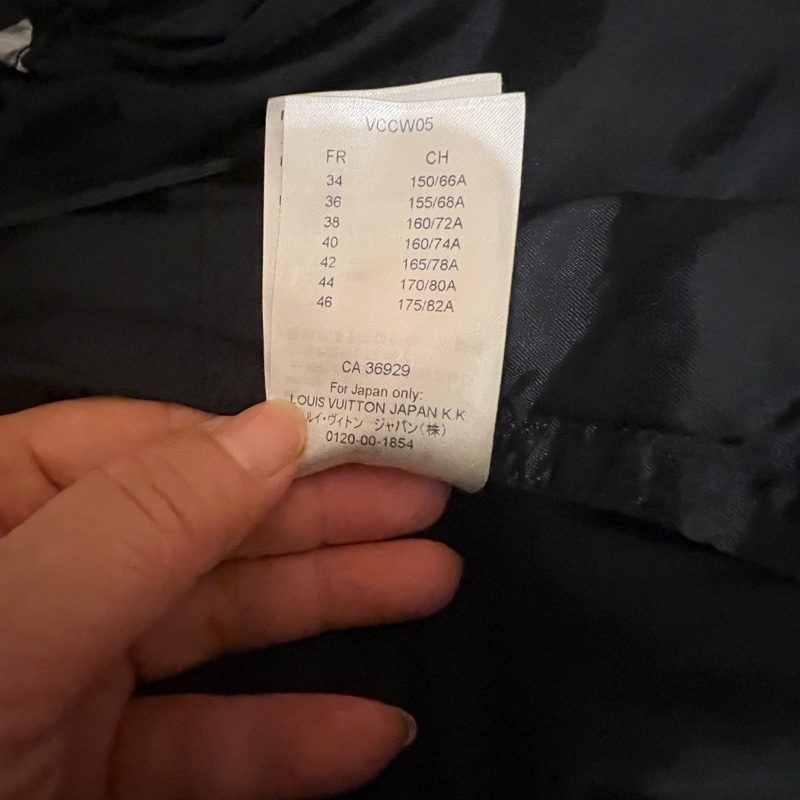 VCCW05
FR CH
34 150/66A
36 155/68A
38 160/72A
40 160/74A
42 165/78A
44 170/80A
46 175/82A
CA 36929
For Japan only:
LOUIS VUITTON JAPAN K.K
ルイ・ヴィトン ジャパン(株)
0120-00-1854